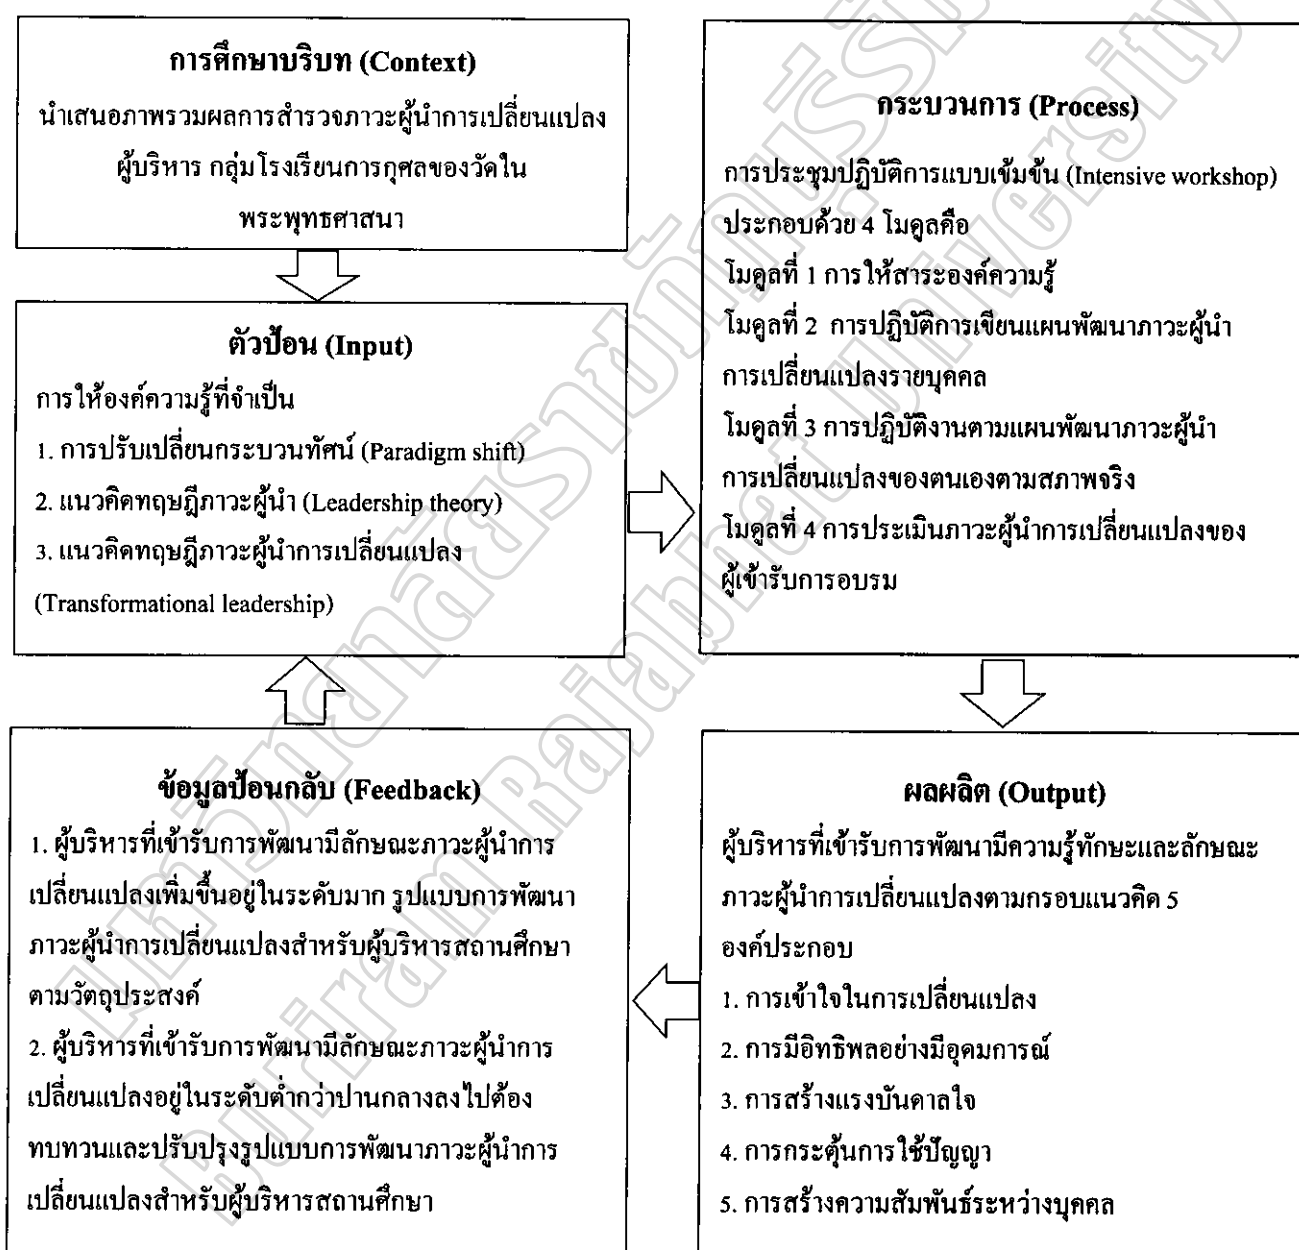 การศึกษาบริบท (Context)
นำเสนอภาพรวมผลการสำรวจภาวะผู้นำการเปลี่ยนแปลง
ผู้บริหาร กลุ่มโรงเรียนการกุศลของวัดใน
พระพุทธศาสนา
ตัวป้อน (Input)
การให้องค์ความรู้ที่จำเป็น
1. การปรับเปลี่ยนกระบวนทัศน์ (Paradigm shift)
2. แนวคิดทฤษฎีภาวะผู้นำ (Leadership theory)
3. แนวคิดทฤษฎีภาวะผู้นำการเปลี่ยนแปลง
(Transformational leadership)
กระบวนการ (Process)
การประชุมปฏิบัติการแบบเข้มข้น (Intensive workshop)
ประกอบด้วย 4 โมดูลคือ
โมดูลที่ 1 การให้สาระองค์ความรู้
โมดูลที่ 2 การปฏิบัติการเขียนแผนพัฒนาภาวะผู้นำ
การเปลี่ยนแปลงรายบุคคล
โมดูลที่ 3 การปฏิบัติงานตามแผนพัฒนาภาวะผู้นำ
การเปลี่ยนแปลงของตนเองตามสภาพจริง
โมดูลที่ 4 การประเมินภาวะผู้นำการเปลี่ยนแปลงของ
ผู้เข้ารับการอบรม
ผลผลิต (Output)
ผู้บริหารที่เข้ารับการพัฒนามีความรู้ทักษะและลักษณะ
ภาวะผู้นำการเปลี่ยนแปลงตามกรอบแนวคิด 5
องค์ประกอบ
1. การเข้าใจในการเปลี่ยนแปลง
2. การมีอิทธิพลอย่างมีอุดมการณ์
3. การสร้างแรงบันดาลใจ
4. การกระตุ้นการใช้ปัญญา
5. การสร้างความสัมพันธ์ระหว่างบุคคล
ข้อมูลป้อนกลับ (Feedback)
1. ผู้บริหารที่เข้ารับการพัฒนามีลักษณะภาวะผู้นำการ
เปลี่ยนแปลงเพิ่มขึ้นอยู่ในระดับมาก รูปแบบการพัฒนา
ภาวะผู้นำการเปลี่ยนแปลงสำหรับผู้บริหารสถานศึกษา
ตามวัตถุประสงค์
2. ผู้บริหารที่เข้ารับการพัฒนามีลักษณะภาวะผู้นำการ
เปลี่ยนแปลงอยู่ในระดับต่ำกว่าปานกลางลงไปต้อง
ทบทวนและปรับปรุงรูปแบบการพัฒนาภาวะผู้นำการ
เปลี่ยนแปลงสำหรับผู้บริหารสถานศึกษา
Buriram Rajabhat University